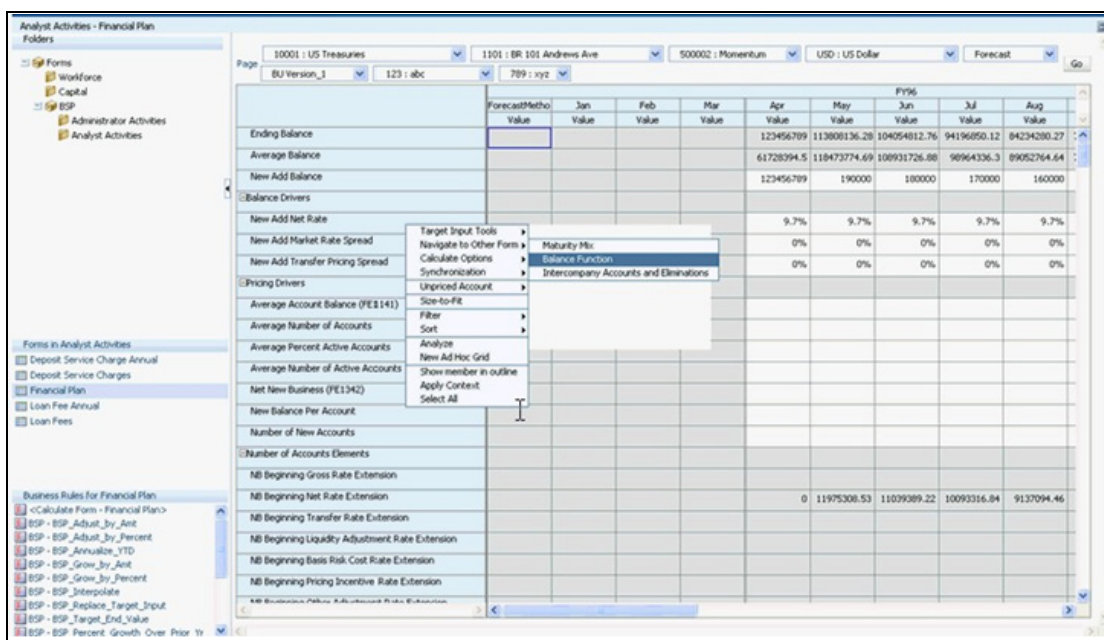 Analyst Activities - Financial Plan
Folders
Forms
Workforce
Capital
BSP
Administrator Activities
Analyst Activities
Forms in Analyst Activities
Deposit Service Charge Annual
Deposit Service Charges
Financial Plan
Loan Fee Annual
Loan Fees
Business Rules for Financial Plan
<Calculate Form - Financial Plan>
BSP - BSP_Adjust_by_Amt
BSP - BSP_Adjust_by_Percent
BSP - BSP_Annualize_YTD
BSP - BSP_Grow_by_Amt
BSP - BSP_Grow_by_Percent
BSP - BSP_Interpolate
BSP - BSP_Replace_Target_Input
BSP - BSP_Target_End_Value
BSP - BSP_Percent_Growth_Over_Prior_Yr
Page 10001 : US Treasuries 1101 : BR 101 Andrews Ave 500002 : Momentum USD : US Dollar Forecast Go
BU Version_1 123 : abc 789 : xyz
FY96
ForecastMetho Jan Feb Mar Apr May Jun Jul Aug
Value Value Value Value Value Value Value Value Value
Ending Balance 123456789 113808136.28 104054812.76 94196850.12 84234280.27
Average Balance 61728394.5 118473774.69 108931726.88 98964336.3 89052764.64
New Add Balance 123456789 190000 180000 170000 160000
Balance Drivers
New Add Net Rate 9.7% 9.7% 9.7% 9.7% 9.7%
New Add Market Rate Spread 0% 0% 0% 0% 0%
New Add Transfer Pricing Spread 0% 0% 0% 0% 0%
Pricing Drivers
Average Account Balance (FE1141)
Average Number of Accounts
Average Percent Active Accounts
Average Number of Active Accounts
Net New Business (FE1342)
New Balance Per Account
Number of New Accounts
Number of Accounts Elements
NB Beginning Gross Rate Extension
NB Beginning Net Rate Extension 0 11975308.53 11039389.22 10093316.84 9137094.46
NB Beginning Transfer Rate Extension
NB Beginning Liquidity Adjustment Rate Extension
NB Beginning Basis Risk Cost Rate Extension
NB Beginning Pricing Incentive Rate Extension
NB Beginning Other Adjustment Rate Extension
Target Input Tools
Navigate to Other Form
Calculate Options
Synchronization
Unpriced Account
Size-to-Fit
Filter
Sort
Analyze
New Ad Hoc Grid
Show member in outline
Apply Context
Select All
Maturity Mix
Balance Function
Intercompany Accounts and Eliminations